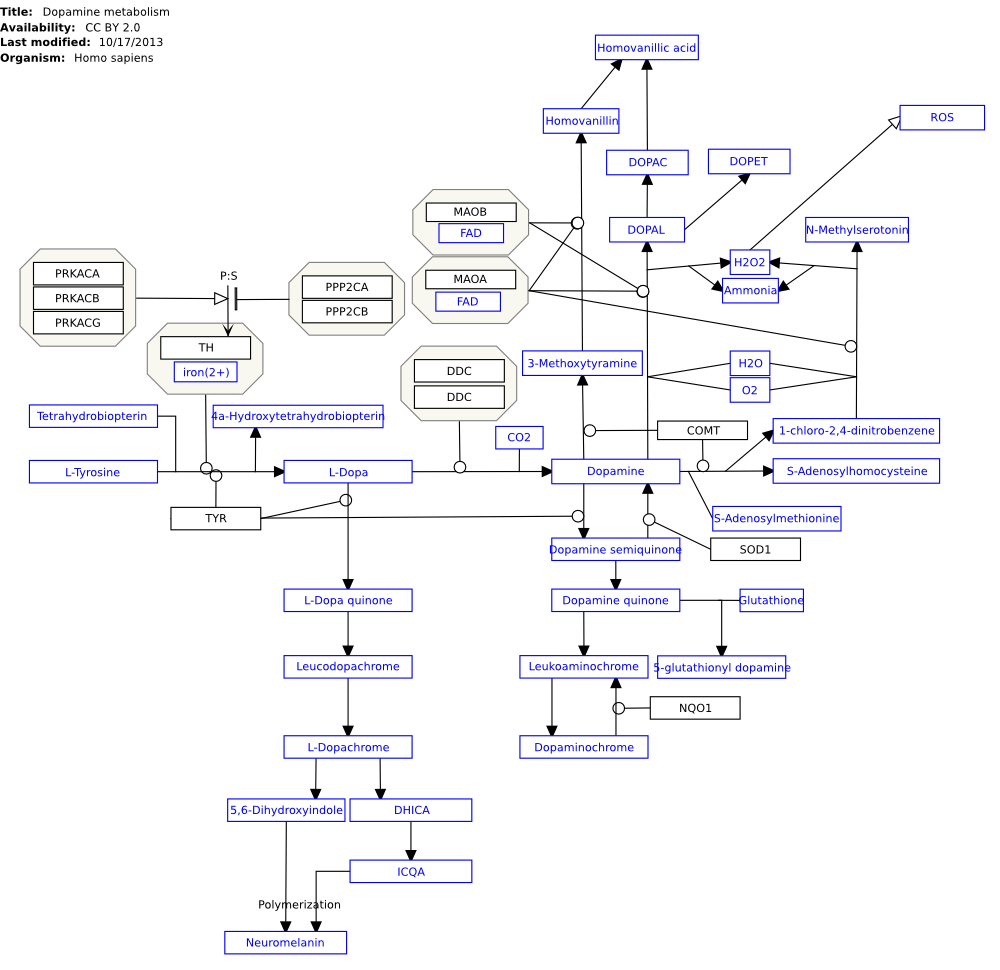 Title: Dopamine metabolism
Availability: CC BY 2.0
Last modified: 10/17/2013
Organism: Homo sapiens
Homovanillic acid
Homovanillin
ROS
DOPAC
DOPET
MAOB
FAD
DOPAL
N-Methylserotonin
H2O2
Ammonia
MAOA
FAD
PRKACA
PRKACB
PRKACG
P:S
PPP2CA
PPP2CB
TH
iron(2+)
DDC
DDC
3-Methoxytyramine
H2O
O2
Tetrahydrobiopterin
4a-Hydroxytetrahydrobiopterin
CO2
COMT
1-chloro-2,4-dinitrobenzene
L-Tyrosine
L-Dopa
Dopamine
S-Adenosylhomocysteine
TYR
S-Adenosylmethionine
Dopamine semiquinone
SOD1
L-Dopa quinone
Dopamine quinone
Glutathione
Leucodopachrome
Leukoaminochrome
5-glutathionyl dopamine
NQO1
L-Dopachrome
Dopaminochrome
5,6-Dihydroxyindole
DHICA
ICQA
Polymerization
Neuromelanin